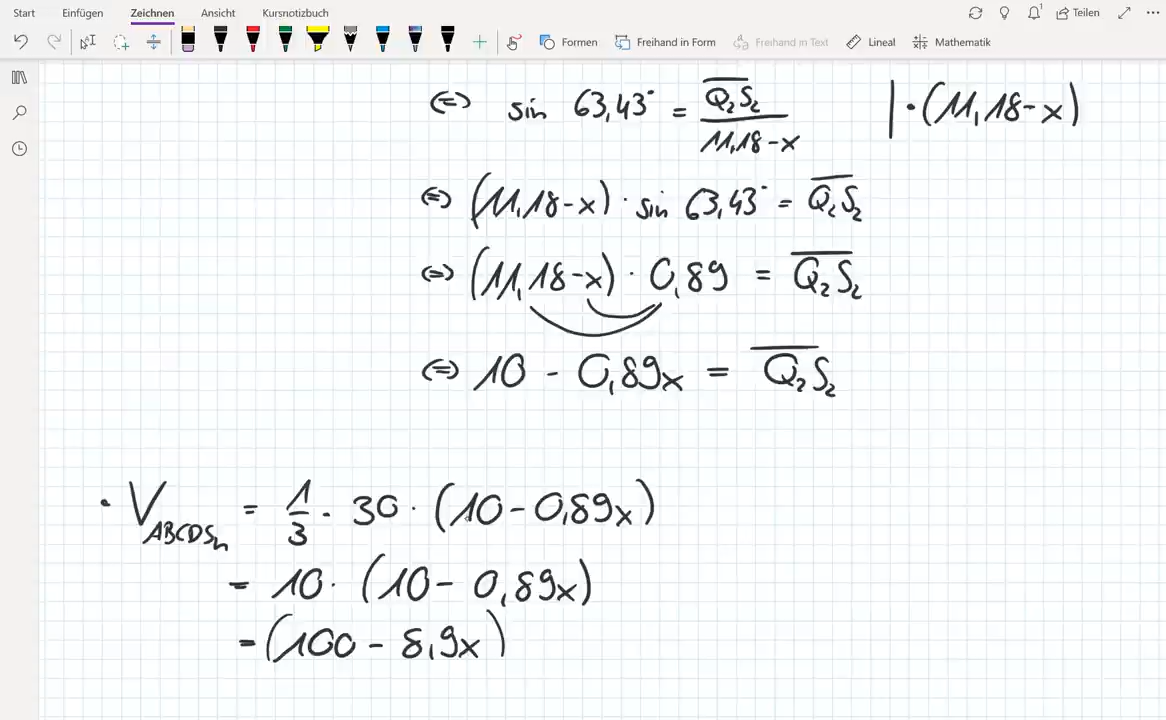 Start Einfügen Zeichnen Ansicht Kursnotizbuch Teilen
Formen Freihand in Form Freihand in Text Lineal Mathematik
(=) sin 63,43° = Q₂S₂ / 11,18-x | · (11,18-x)
(=) (11,18-x) · sin 63,43° = Q₂S₂
(=) (11,18-x) · 0,89 = Q₂S₂
(=) 10 - 0,89x = Q₂S₂
· V_ABCDSn = 1/3 · 30 · (10-0,89x)
= 10 · (10 - 0,89x)
= (100 - 8,9x)